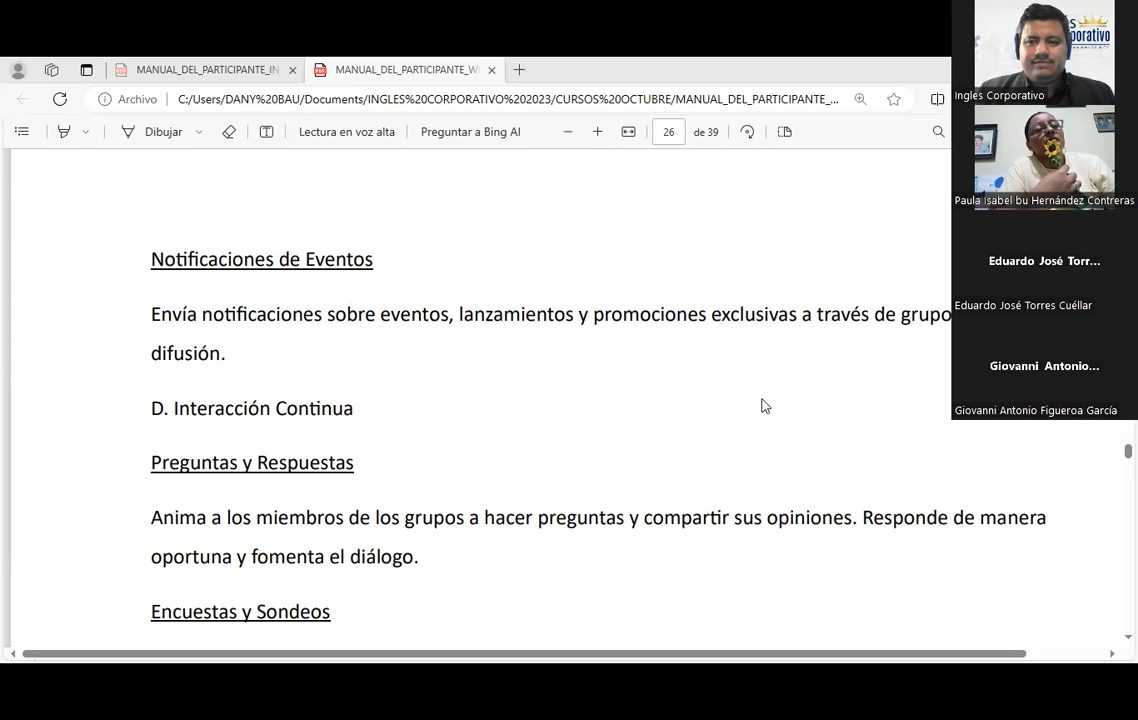 MANUAL_DEL_PARTICIPANTE_IN
MANUAL_DEL_PARTICIPANTE_W
Archivo
C:/Users/DANY%20BAU/Documents/INGLES%20CORPORATIVO%202023/CURSOS%20OCTUBRE/MANUAL_DEL_PARTICIPANTE_...
Dibujar
Lectura en voz alta
Preguntar a Bing AI
26
de 39
Notificaciones de Eventos
Envía notificaciones sobre eventos, lanzamientos y promociones exclusivas a través de grupo
difusión.
D. Interacción Continua
Preguntas y Respuestas
Anima a los miembros de los grupos a hacer preguntas y compartir sus opiniones. Responde de manera
oportuna y fomenta el diálogo.
Encuestas y Sondeos
Ingles Corporativo
Paula Isabel bu Hernández Contreras
Eduardo José Torr...
Eduardo José Torres Cuéllar
Giovanni Antonio...
Giovanni Antonio Figueroa García